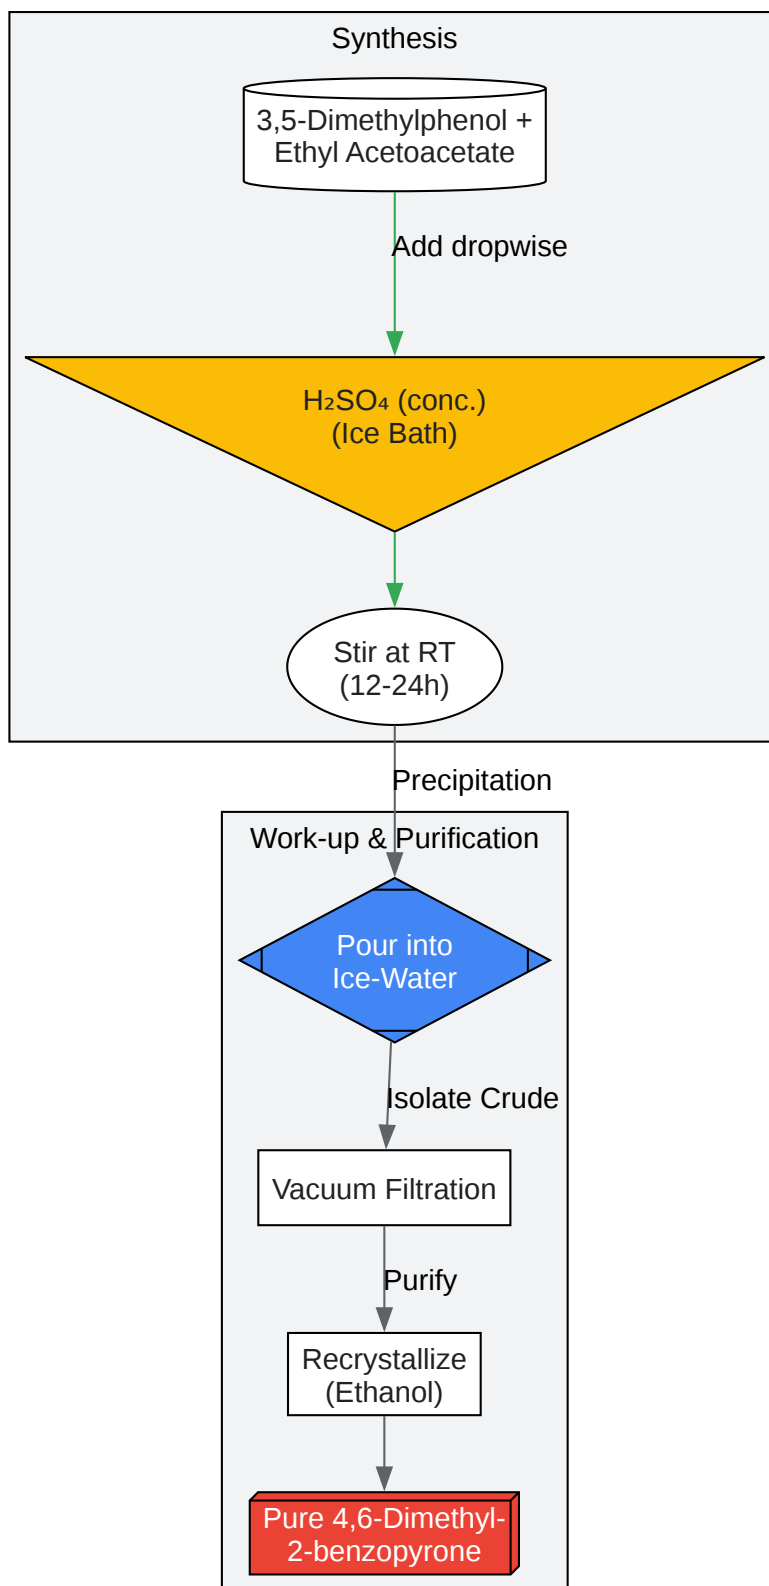 Synthesis
3,5-Dimethylphenol +
Ethyl Acetoacetate
Add dropwise
H₂SO₄ (conc.)
(Ice Bath)
Stir at RT
(12-24h)
Precipitation
Work-up & Purification
Pour into
Ice-Water
Isolate Crude
Vacuum Filtration
Purify
Recrystallize
(Ethanol)
Pure 4,6-Dimethyl-
2-benzopyrone